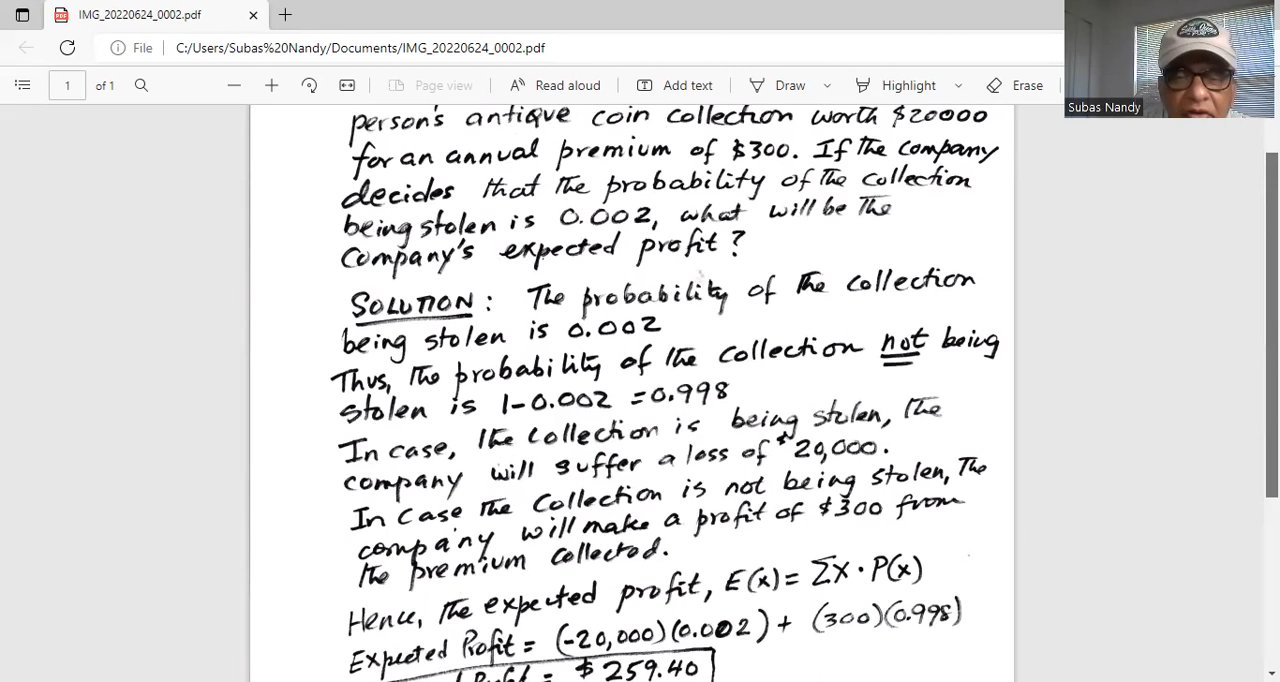 IMG_20220624_0002.pdf
File C:/Users/Subas%20Nandy/Documents/IMG_20220624_0002.pdf
1 of 1 Page view Read aloud Add text Draw Highlight Erase
Subas Nandy
person's antique coin collection worth $20000
for an annual premium of $300. If the company
decides that the probability of the collection
being stolen is 0.002, what will be the
Company's expected profit?
SOLUTION: The probability of the collection
being stolen is 0.002
Thus, the probability of the collection not being
stolen is 1-0.002 =0.998
In case, the collection is being stolen, the
company will suffer a loss of $20,000.
In case the collection is not being stolen, the
company will make a profit of $300 from
the premium collected.
Hence, the expected profit, E(x)= Σx · P(x)
Expected Profit = (-20,000)(0.002) + (300)(0.998)
Profit = $259.40